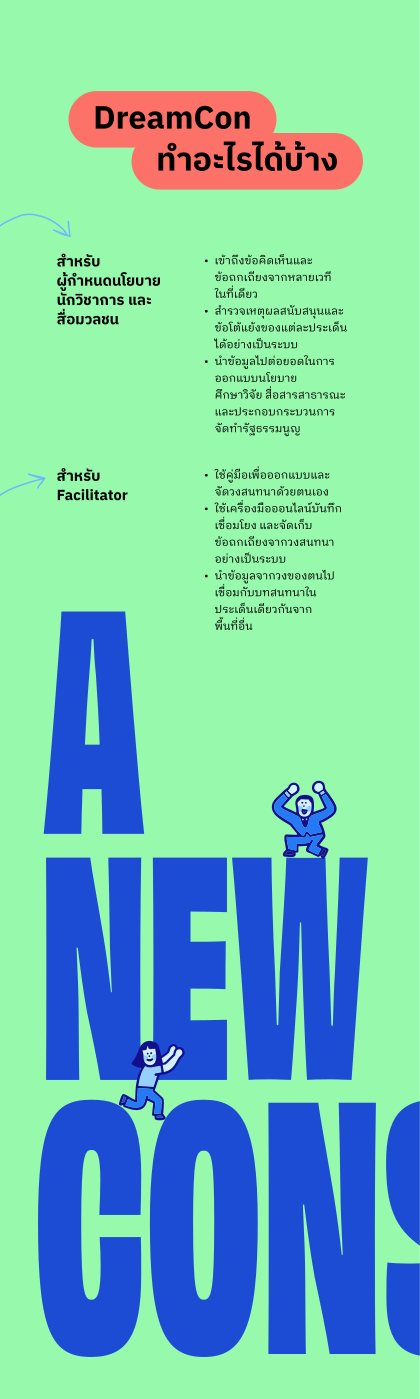 DreamCon
ทำอะไรได้บ้าง
สำหรับ
ผู้กำหนดนโยบาย
นักวิชาการ และ
สื่อมวลชน
• เข้าถึงข้อคิดเห็นและ
ข้อถกเถียงจากหลายเวที
ในที่เดียว
• สำรวจเหตุผลสนับสนุนและ
ข้อโต้แย้งของแต่ละประเด็น
ได้อย่างเป็นระบบ
• นำข้อมูลไปต่อยอดในการ
ออกแบบนโยบาย
ศึกษาวิจัย สื่อสารสาธารณะ
และประกอบกระบวนการ
จัดทำรัฐธรรมนูญ
สำหรับ
Facilitator
• ใช้คู่มือเพื่อออกแบบและ
จัดวงสนทนาด้วยตนเอง
• ใช้เครื่องมือออนไลน์บันทึก
เชื่อมโยง และจัดเก็บ
ข้อถกเถียงจากวงสนทนา
อย่างเป็นระบบ
• นำข้อมูลจากวงของตนไป
เชื่อมกับบทสนทนาใน
ประเด็นเดียวกันจาก
พื้นที่อื่น
A
NEW
CONS